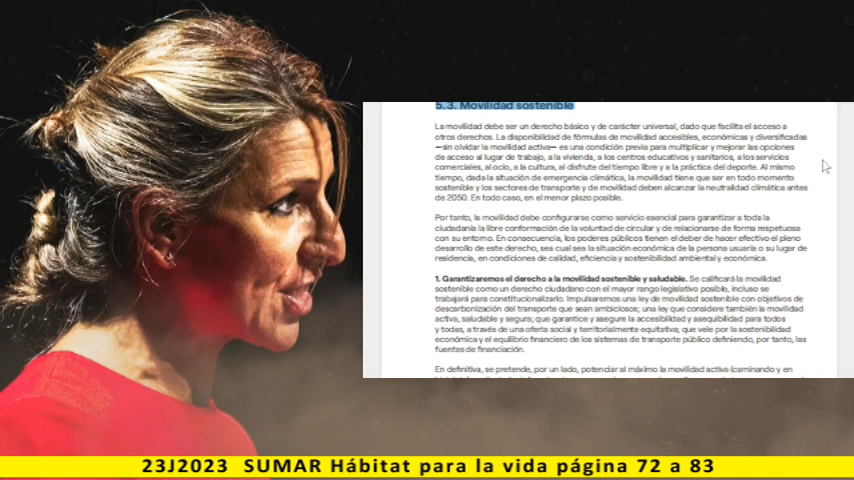 5.3. Movilidad sostenible
La movilidad debe ser un derecho básico y de carácter universal, dado que facilita el acceso a
otros derechos. La disponibilidad de fórmulas de movilidad accesibles, económicas y diversificadas
—sin olvidar la movilidad activa— es una condición previa para multiplicar y mejorar las opciones
de acceso al lugar de trabajo, a la vivienda, a los centros educativos y sanitarios, a los servicios
comerciales, al ocio, a la cultura, al disfrute del tiempo libre y a la práctica del deporte. Al mismo
tiempo, dada la situación de emergencia climática, la movilidad tiene que ser en todo momento
sostenible y los sectores de transporte y de movilidad deben alcanzar la neutralidad climática antes
de 2050. En todo caso, en el menor plazo posible.
Por tanto, la movilidad debe configurarse como servicio esencial para garantizar a toda la
ciudadanía la libre conformación de la voluntad de circular y de relacionarse de forma respetuosa
con su entorno. En consecuencia, los poderes públicos tienen el deber de hacer efectivo el pleno
desarrollo de este derecho, sea cual sea la situación económica de la persona usuaria o su lugar de
residencia, en condiciones de calidad, eficiencia y sostenibilidad ambiental y económica.
1. Garantizaremos el derecho a la movilidad sostenible y saludable. Se calificará la movilidad
sostenible como un derecho ciudadano con el mayor rango legislativo posible, incluso se
trabajará para constitucionalizarlo. Impulsaremos una ley de movilidad sostenible con objetivos de
descarbonización del transporte que sean ambiciosos; una ley que considere también la movilidad
activa, saludable y segura; que garantice y asegure la accesibilidad y asequibilidad para todos
y todas, a través de una oferta social y territorialmente equitativa; que vele por la sostenibilidad
económica y el equilibrio financiero de los sistemas de transporte público definiendo, por tanto, las
fuentes de financiación.
En definitiva, se pretende, por un lado, potenciar al máximo la movilidad activa (caminando y en
23J2023 SUMAR Hábitat para la vida página 72 a 83